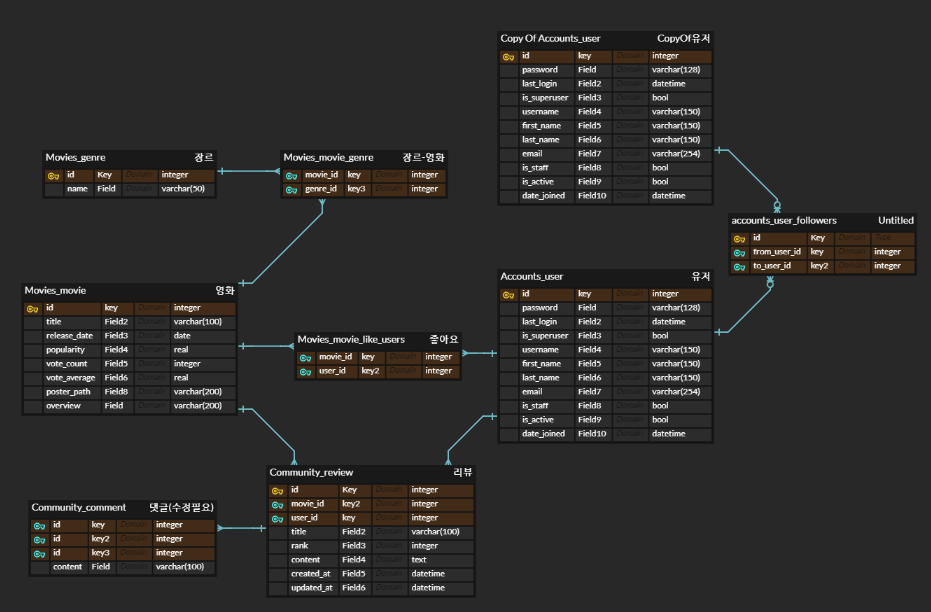 Copy Of Accounts_user CopyOf유저
id key Domain integer
password Field Domain varchar(128)
last_login Field2 Domain datetime
is_superuser Field3 Domain bool
username Field4 Domain varchar(150)
first_name Field5 Domain varchar(150)
last_name Field6 Domain varchar(150)
email Field7 Domain varchar(254)
is_staff Field8 Domain bool
is_active Field9 Domain bool
date_joined Field10 Domain datetime
Movies_genre 장르
id Key Domain integer
name Field Domain varchar(50)
Movies_movie_genre 장르-영화
movie_id key Domain integer
genre_id key3 Domain integer
accounts_user_followers Untitled
id Key Domain Type
from_user_id key Domain integer
to_user_id key2 Domain integer
Movies_movie 영화
id key Domain integer
title Field2 Domain varchar(100)
release_date Field3 Domain date
popularity Field4 Domain real
vote_count Field5 Domain integer
vote_average Field6 Domain real
poster_path Field8 Domain varchar(200)
overview Field Domain varchar(200)
Movies_movie_like_users 좋아요
movie_id key Domain integer
user_id key2 Domain integer
Accounts_user 유저
id key Domain integer
password Field Domain varchar(128)
last_login Field2 Domain datetime
is_superuser Field3 Domain bool
username Field4 Domain varchar(150)
first_name Field5 Domain varchar(150)
last_name Field6 Domain varchar(150)
email Field7 Domain varchar(254)
is_staff Field8 Domain bool
is_active Field9 Domain bool
date_joined Field10 Domain datetime
Community_review 리뷰
id Key Domain integer
movie_id key2 Domain integer
user_id key Domain integer
title Field2 Domain varchar(100)
rank Field3 Domain integer
content Field4 Domain text
created_at Field5 Domain datetime
updated_at Field6 Domain datetime
Community_comment 댓글(수정필요)
id key Domain integer
id key2 Domain integer
id key3 Domain integer
content Field Domain varchar(100)